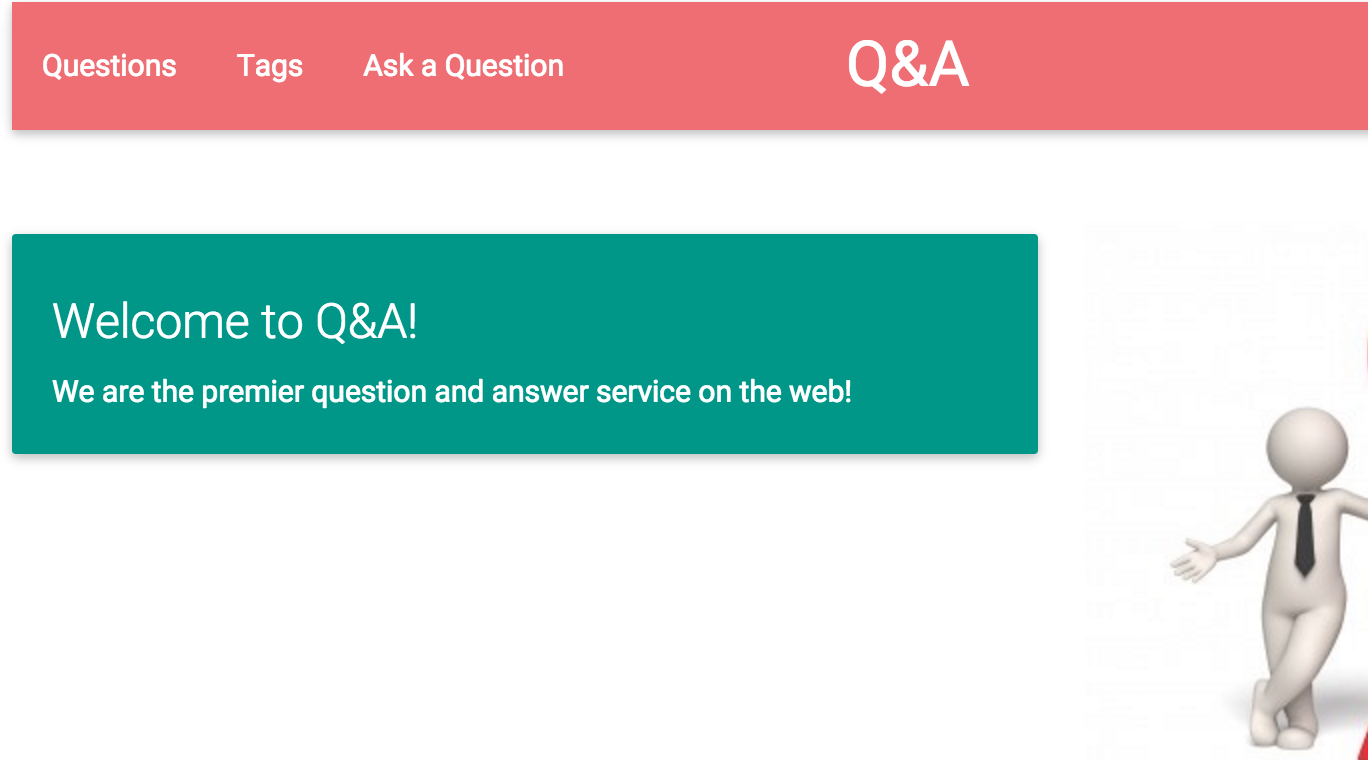 Questions Tags Ask a Question Q&A
Welcome to Q&A!
We are the premier question and answer service on the web!